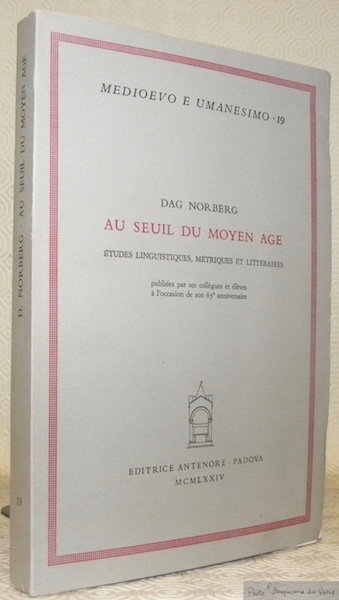 D. NORBERG · AU SEUIL DU MOYEN AGE
19
MEDIOEVO E UMANESIMO · 19
DAG NORBERG
AU SEUIL DU MOYEN AGE
ÉTUDES LINGUISTIQUES, MÉTRIQUES ET LITTÉRAIRES
publiées par ses collègues et élèves
à l'occasion de son 65e anniversaire
EDITRICE ANTENORE · PADOVA
MCMLXXIV
Photo